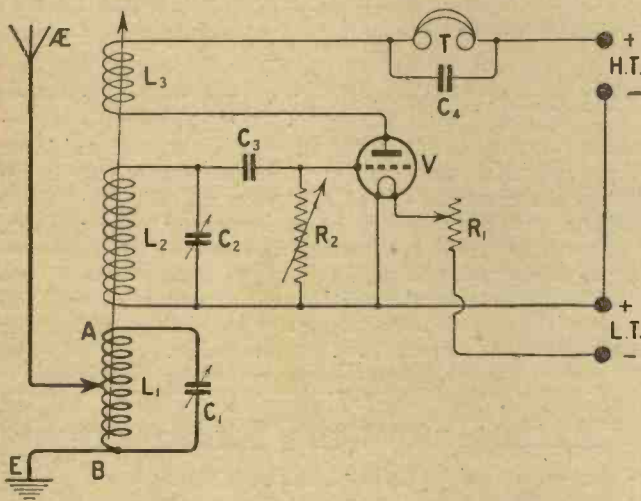 Æ
L3
T
C4
+
H.T.
−
C3
V
L2
C2
R2
R1
A
L1
C1
+
L.T.
−
E
B